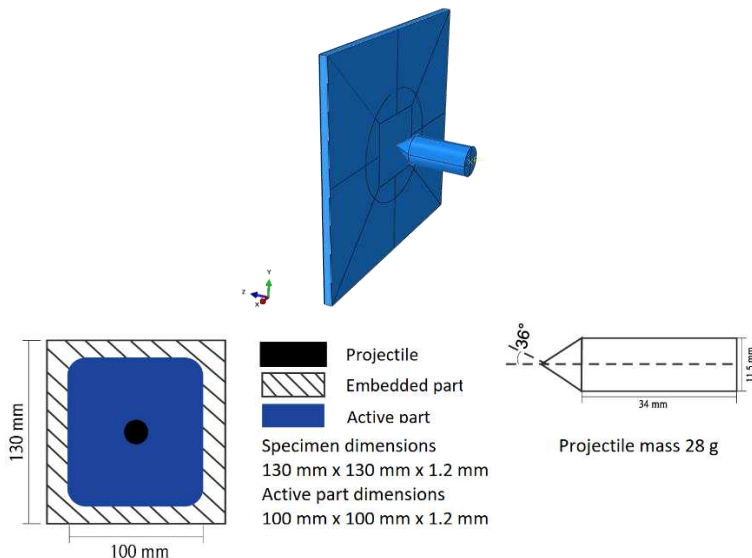 Y
Z
X
130 mm
100 mm
Projectile
Embedded part
Active part
Specimen dimensions
130 mm x 130 mm x 1.2 mm
Active part dimensions
100 mm x 100 mm x 1.2 mm
36°
34 mm
11.5 mm
Projectile mass 28 g